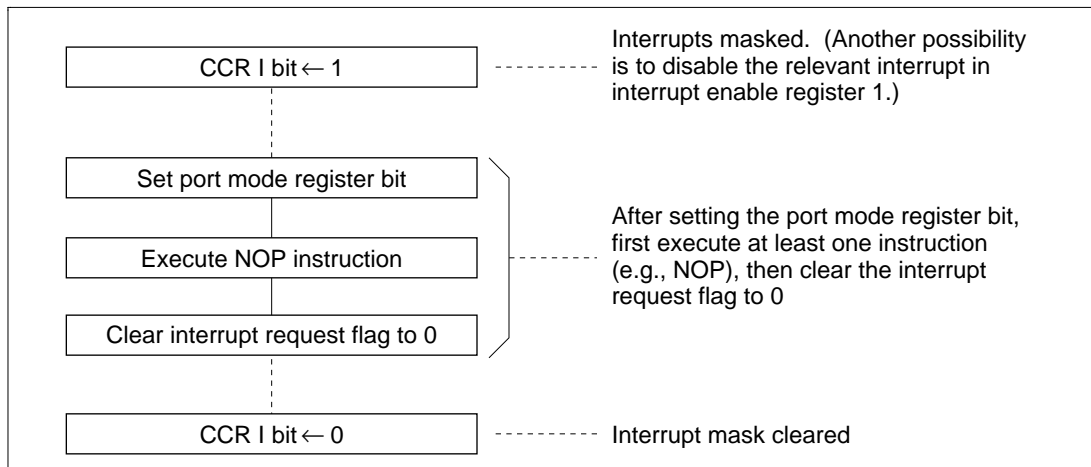 CCR I bit ← 1
Interrupts masked. (Another possibility
is to disable the relevant interrupt in
interrupt enable register 1.)
Set port mode register bit
Execute NOP instruction
Clear interrupt request flag to 0
After setting the port mode register bit,
first execute at least one instruction
(e.g., NOP), then clear the interrupt
request flag to 0
CCR I bit ← 0
Interrupt mask cleared